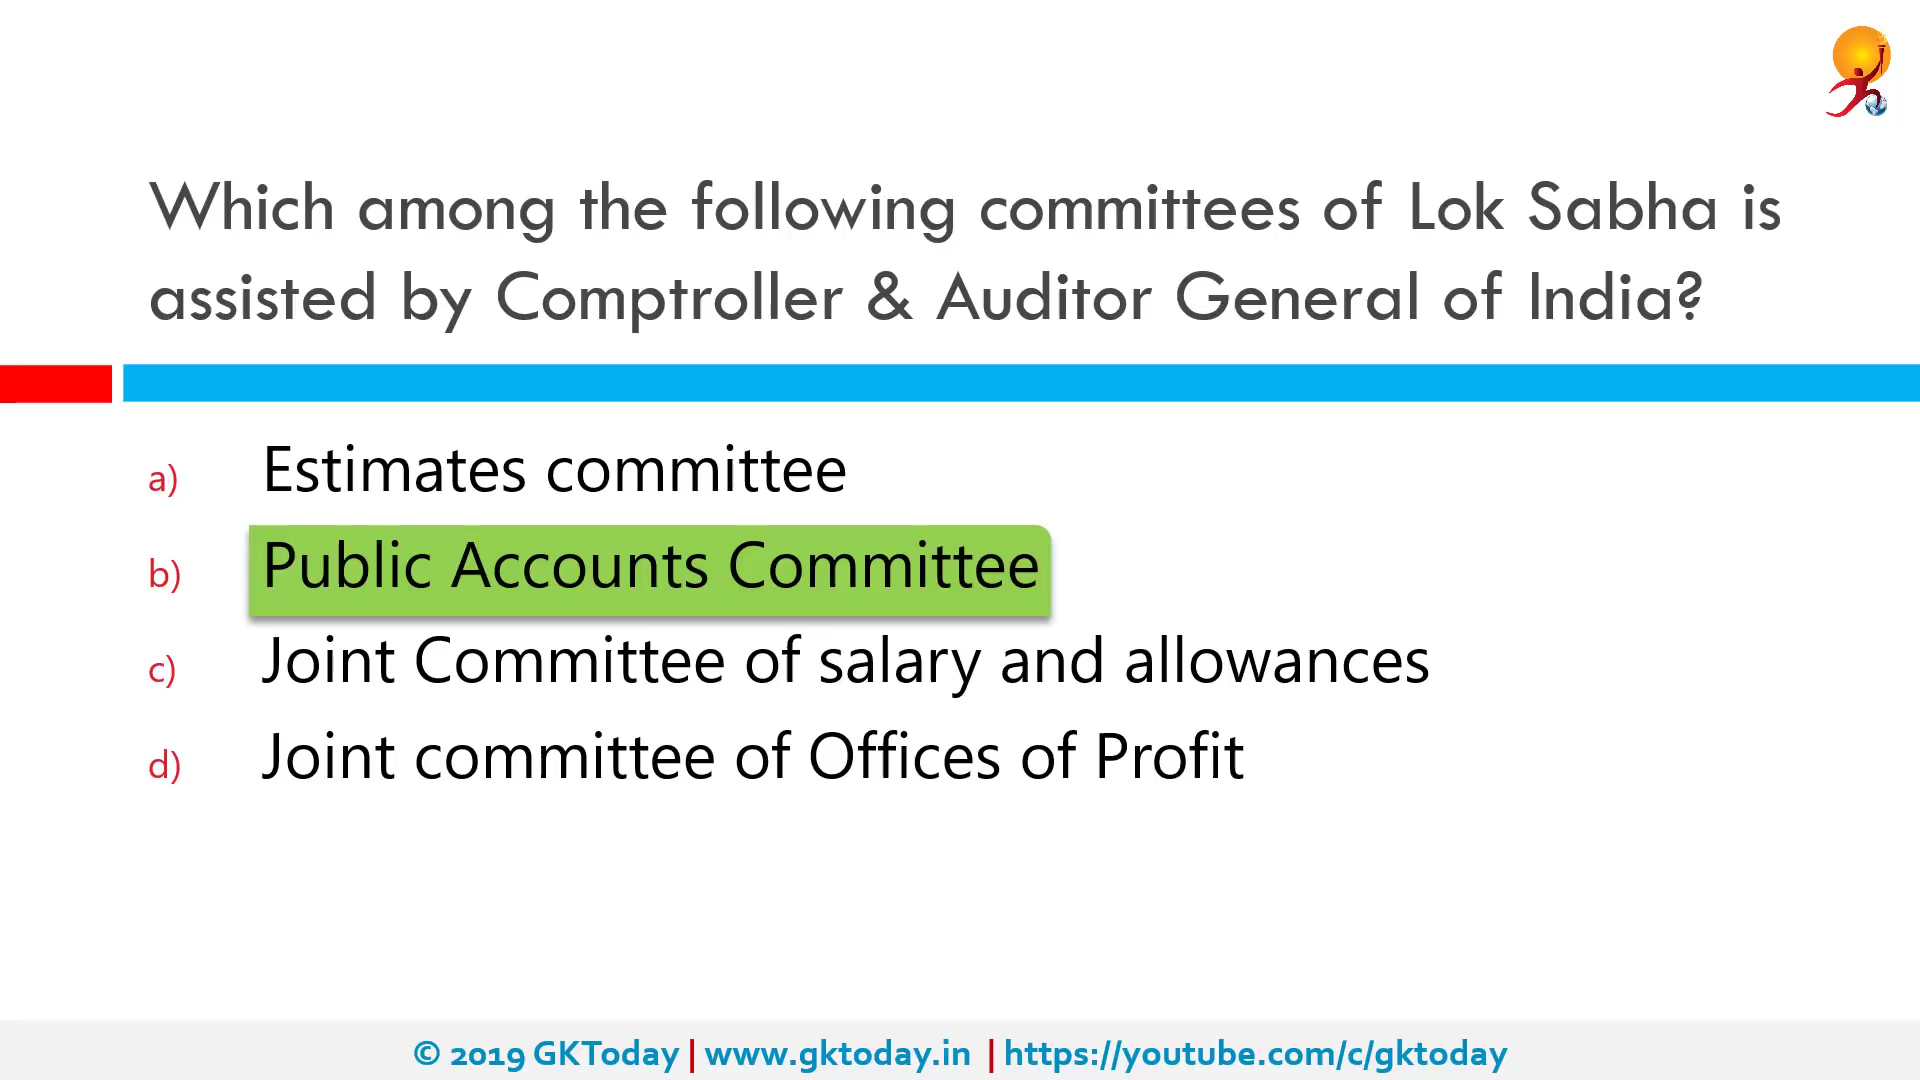 Which among the following committees of Lok Sabha is
assisted by Comptroller & Auditor General of India?
a) Estimates committee
b) Public Accounts Committee
c) Joint Committee of salary and allowances
d) Joint committee of Offices of Profit
© 2019 GKToday | www.gktoday.in | https://youtube.com/c/gktoday